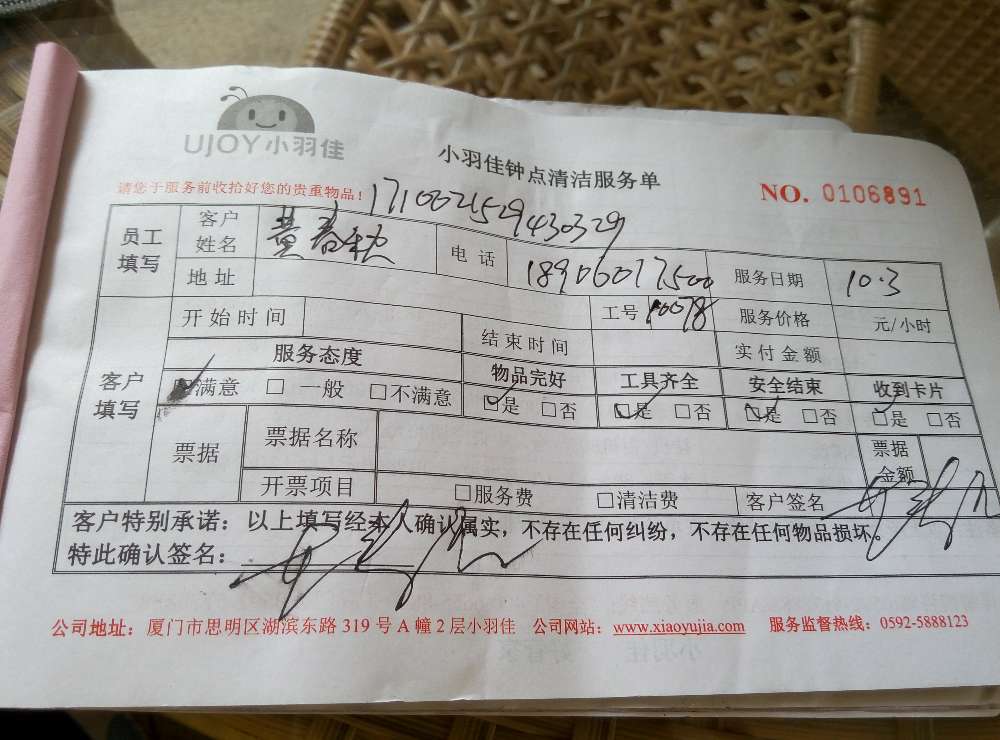 UJOY小羽佳
小羽佳钟点清洁服务单
请您于服务前收拾好您的贵重物品!
NO. 0106891
员工填写 客户姓名 黄春 电话 18906017500 服务日期 10.3
地址 工号 10078 服务价格 元/小时
客户填写 开始时间 结束时间 实付金额
服务态度 物品完好 工具齐全 安全结束 收到卡片
满意 □ 一般 □不满意 □是 □否 □是 □否 □是 □否 □是 □否
票据 票据名称 票据金额
开票项目 □服务费 □清洁费 客户签名
客户特别承诺:以上填写经本人确认属实,不存在任何纠纷,不存在任何物品损坏。
特此确认签名:
公司地址:厦门市思明区湖滨东路 319 号 A 幢 2 层小羽佳 公司网站:www.xiaoyujia.com 服务监督热线:0592-5888123